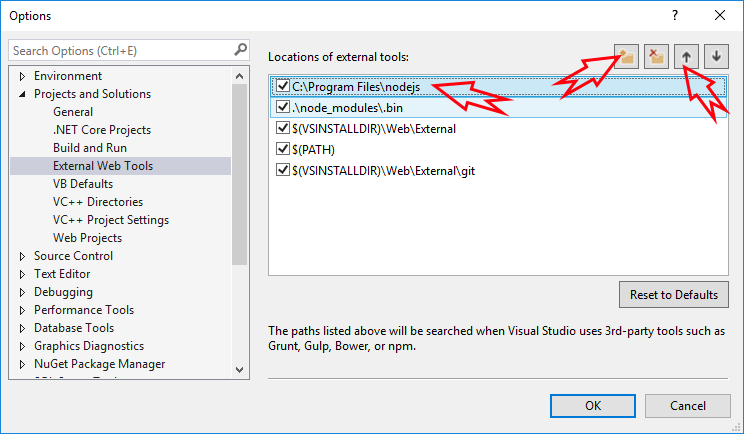 Options
Search Options (Ctrl+E)
Environment
Projects and Solutions
General
.NET Core Projects
Build and Run
External Web Tools
VB Defaults
VC++ Directories
VC++ Project Settings
Web Projects
Source Control
Text Editor
Debugging
Performance Tools
Database Tools
Graphics Diagnostics
NuGet Package Manager
Locations of external tools:
C:\Program Files\nodejs
.\node_modules\.bin
$(VSINSTALLDIR)\Web\External
$(PATH)
$(VSINSTALLDIR)\Web\External\git
Reset to Defaults
The paths listed above will be searched when Visual Studio uses 3rd-party tools such as
Grunt, Gulp, Bower, or npm.
OK
Cancel